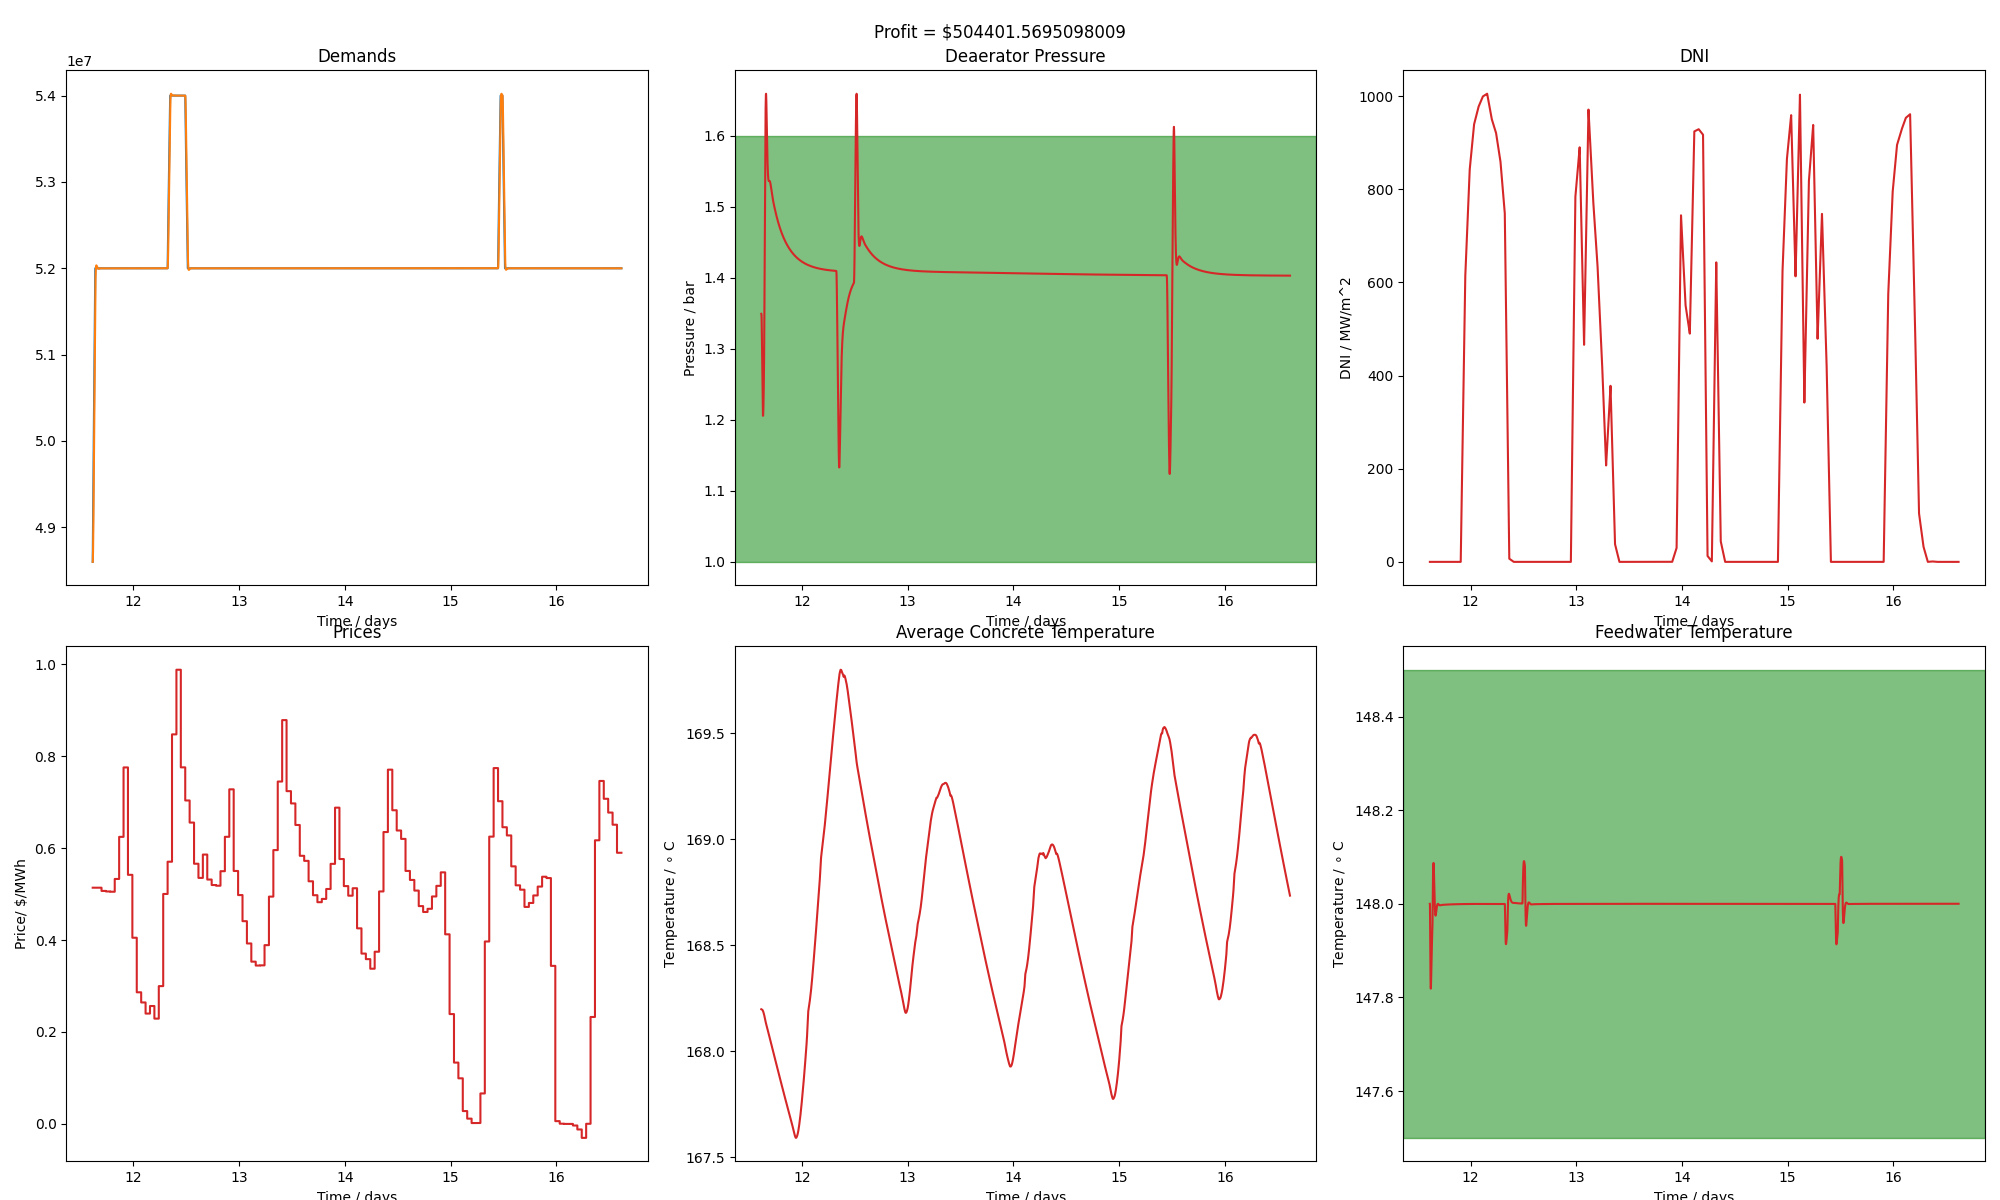 Profit = $504401.5695098009
Demands
1e7
5.4
5.3
5.2
5.1
5.0
4.9
12 13 14 15 16
Time / days
Deaerator Pressure
Pressure / bar
1.6
1.5
1.4
1.3
1.2
1.1
1.0
12 13 14 15 16
Time / days
DNI
DNI / MW/m^2
1000
800
600
400
200
0
12 13 14 15 16
Time / days
Prices
Price/ $/MWh
1.0
0.8
0.6
0.4
0.2
0.0
12 13 14 15 16
Time / days
Average Concrete Temperature
Temperature / ∘ C
169.5
169.0
168.5
168.0
167.5
12 13 14 15 16
Time / days
Feedwater Temperature
Temperature / ∘ C
148.4
148.2
148.0
147.8
147.6
12 13 14 15 16
Time / days